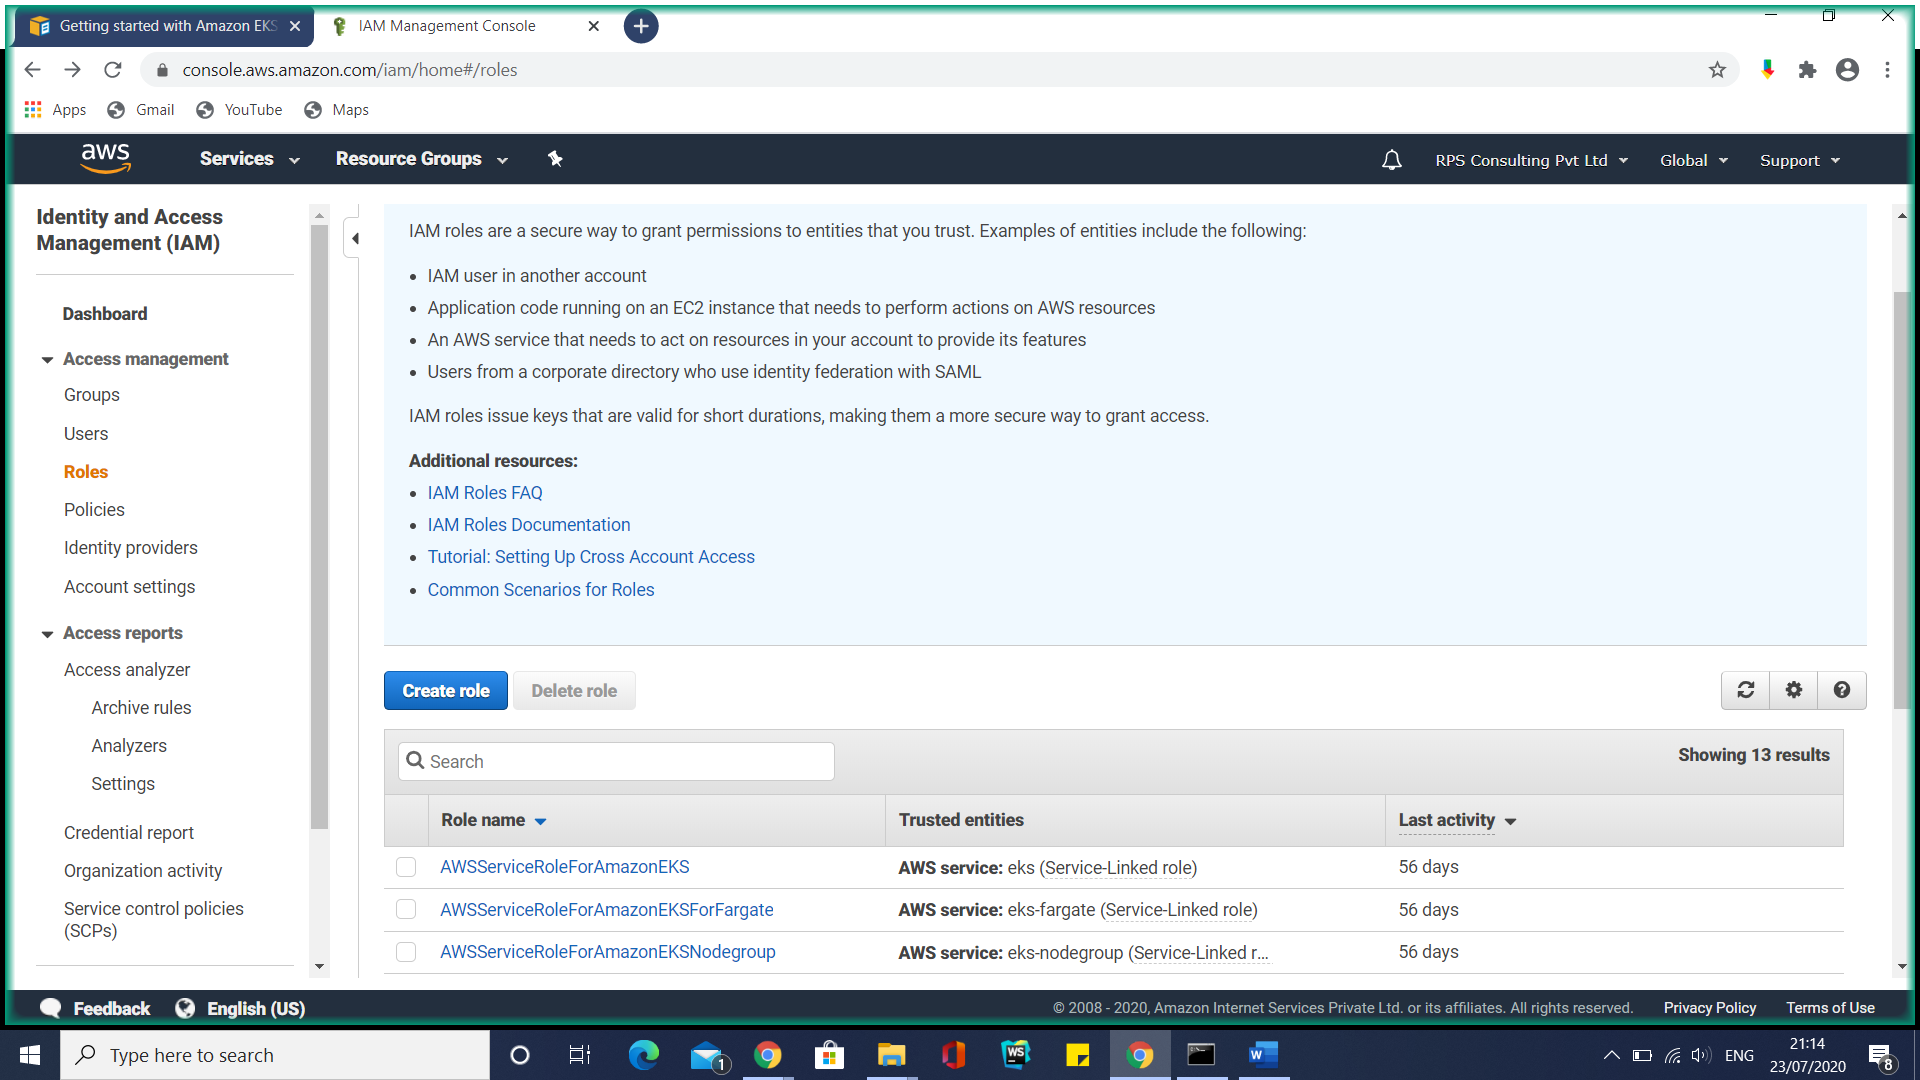 Getting started with Amazon EKS
IAM Management Console
console.aws.amazon.com/iam/home#/roles
Apps
Gmail
YouTube
Maps
aws
Services
Resource Groups
RPS Consulting Pvt Ltd
Global
Support
Identity and Access
Management (IAM)
Dashboard
Access management
Groups
Users
Roles
Policies
Identity providers
Account settings
Access reports
Access analyzer
Archive rules
Analyzers
Settings
Credential report
Organization activity
Service control policies
(SCPs)
IAM roles are a secure way to grant permissions to entities that you trust. Examples of entities include the following:
• IAM user in another account
• Application code running on an EC2 instance that needs to perform actions on AWS resources
• An AWS service that needs to act on resources in your account to provide its features
• Users from a corporate directory who use identity federation with SAML
IAM roles issue keys that are valid for short durations, making them a more secure way to grant access.
Additional resources:
• IAM Roles FAQ
• IAM Roles Documentation
• Tutorial: Setting Up Cross Account Access
• Common Scenarios for Roles
Create role
Delete role
Search
Showing 13 results
Role name
Trusted entities
Last activity
AWSServiceRoleForAmazonEKS
AWS service: eks (Service-Linked role)
56 days
AWSServiceRoleForAmazonEKSForFargate
AWS service: eks-fargate (Service-Linked role)
56 days
AWSServiceRoleForAmazonEKSNodegroup
AWS service: eks-nodegroup (Service-Linked r...
56 days
Feedback
English (US)
© 2008 - 2020, Amazon Internet Services Private Ltd. or its affiliates. All rights reserved.
Privacy Policy
Terms of Use
Type here to search
1
WS
W
ENG
21:14
23/07/2020
8